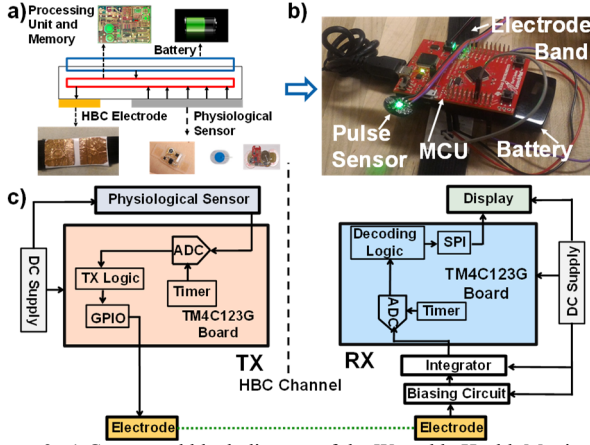 a)
Processing
Unit and
Memory
Battery
HBC Electrode
Physiological
Sensor
b)
Electrode
Band
Pulse
Sensor
MCU
Battery
c)
Physiological Sensor
DC Supply
ADC
TX Logic
Timer
GPIO
TM4C123G
Board
TX
HBC Channel
Electrode
Display
Decoding
Logic
SPI
TM4C123G
Board
ADC
Timer
DC Supply
RX
Integrator
Biasing Circuit
Electrode